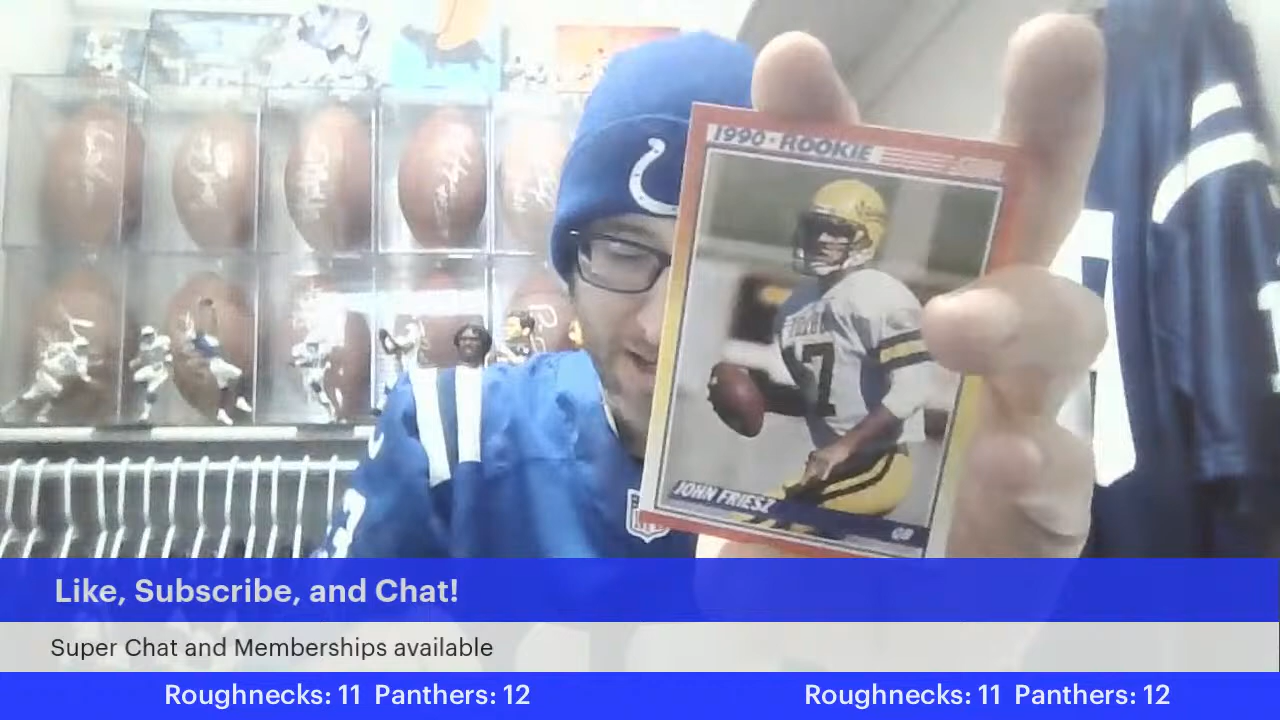 1990 • ROOKIE
17
JOHN FRIESZ
QB
Like, Subscribe, and Chat!
Super Chat and Memberships available
Roughnecks: 11 Panthers: 12
Roughnecks: 11 Panthers: 12